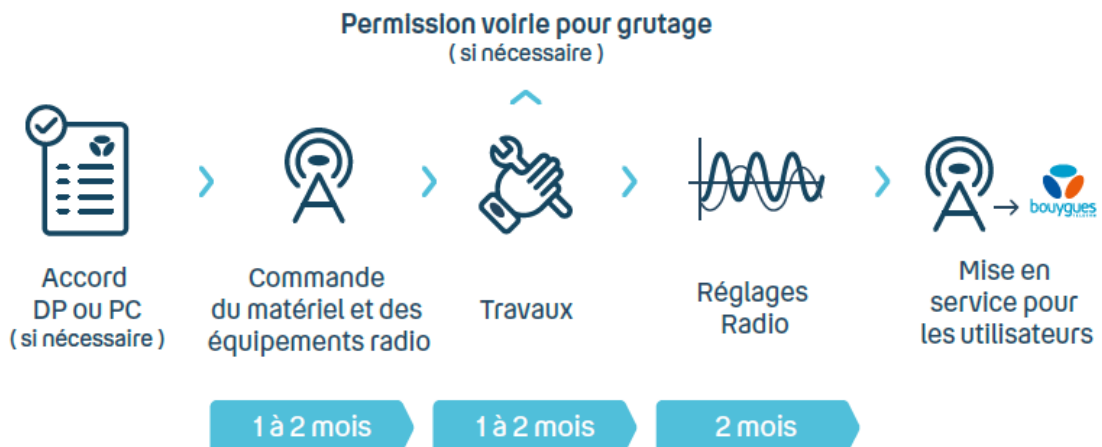 Permission voirie pour grutage
( si nécessaire )
Accord
DP ou PC
( si nécessaire )
Commande
du matériel et des
équipements radio
Travaux
Réglages
Radio
bouygues
TELECOM
Mise en
service pour
les utilisateurs
1 à 2 mois
1 à 2 mois
2 mois